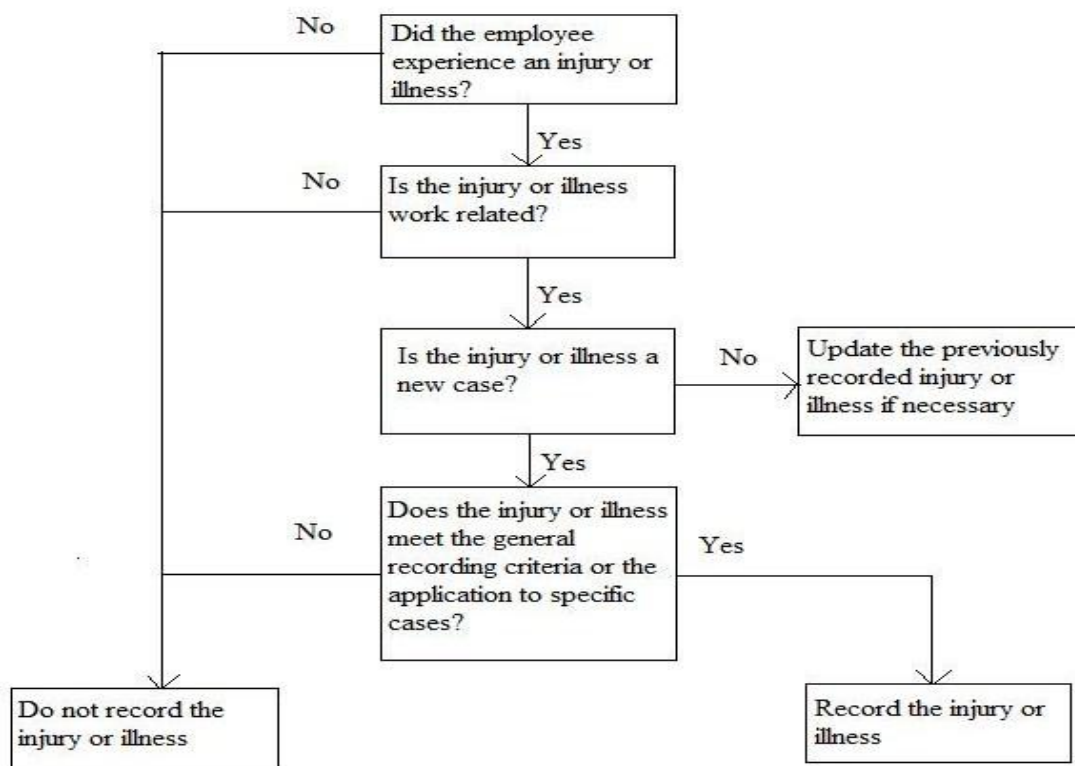 No
Did the employee
experience an injury or
illness?
Yes
No
Is the injury or illness
work related?
Yes
Is the injury or illness a
new case?
No
Update the previously
recorded injury or
illness if necessary
Yes
No
Does the injury or illness
meet the general
recording criteria or the
application to specific
cases?
Yes
Do not record the
injury or illness
Record the injury or
illness